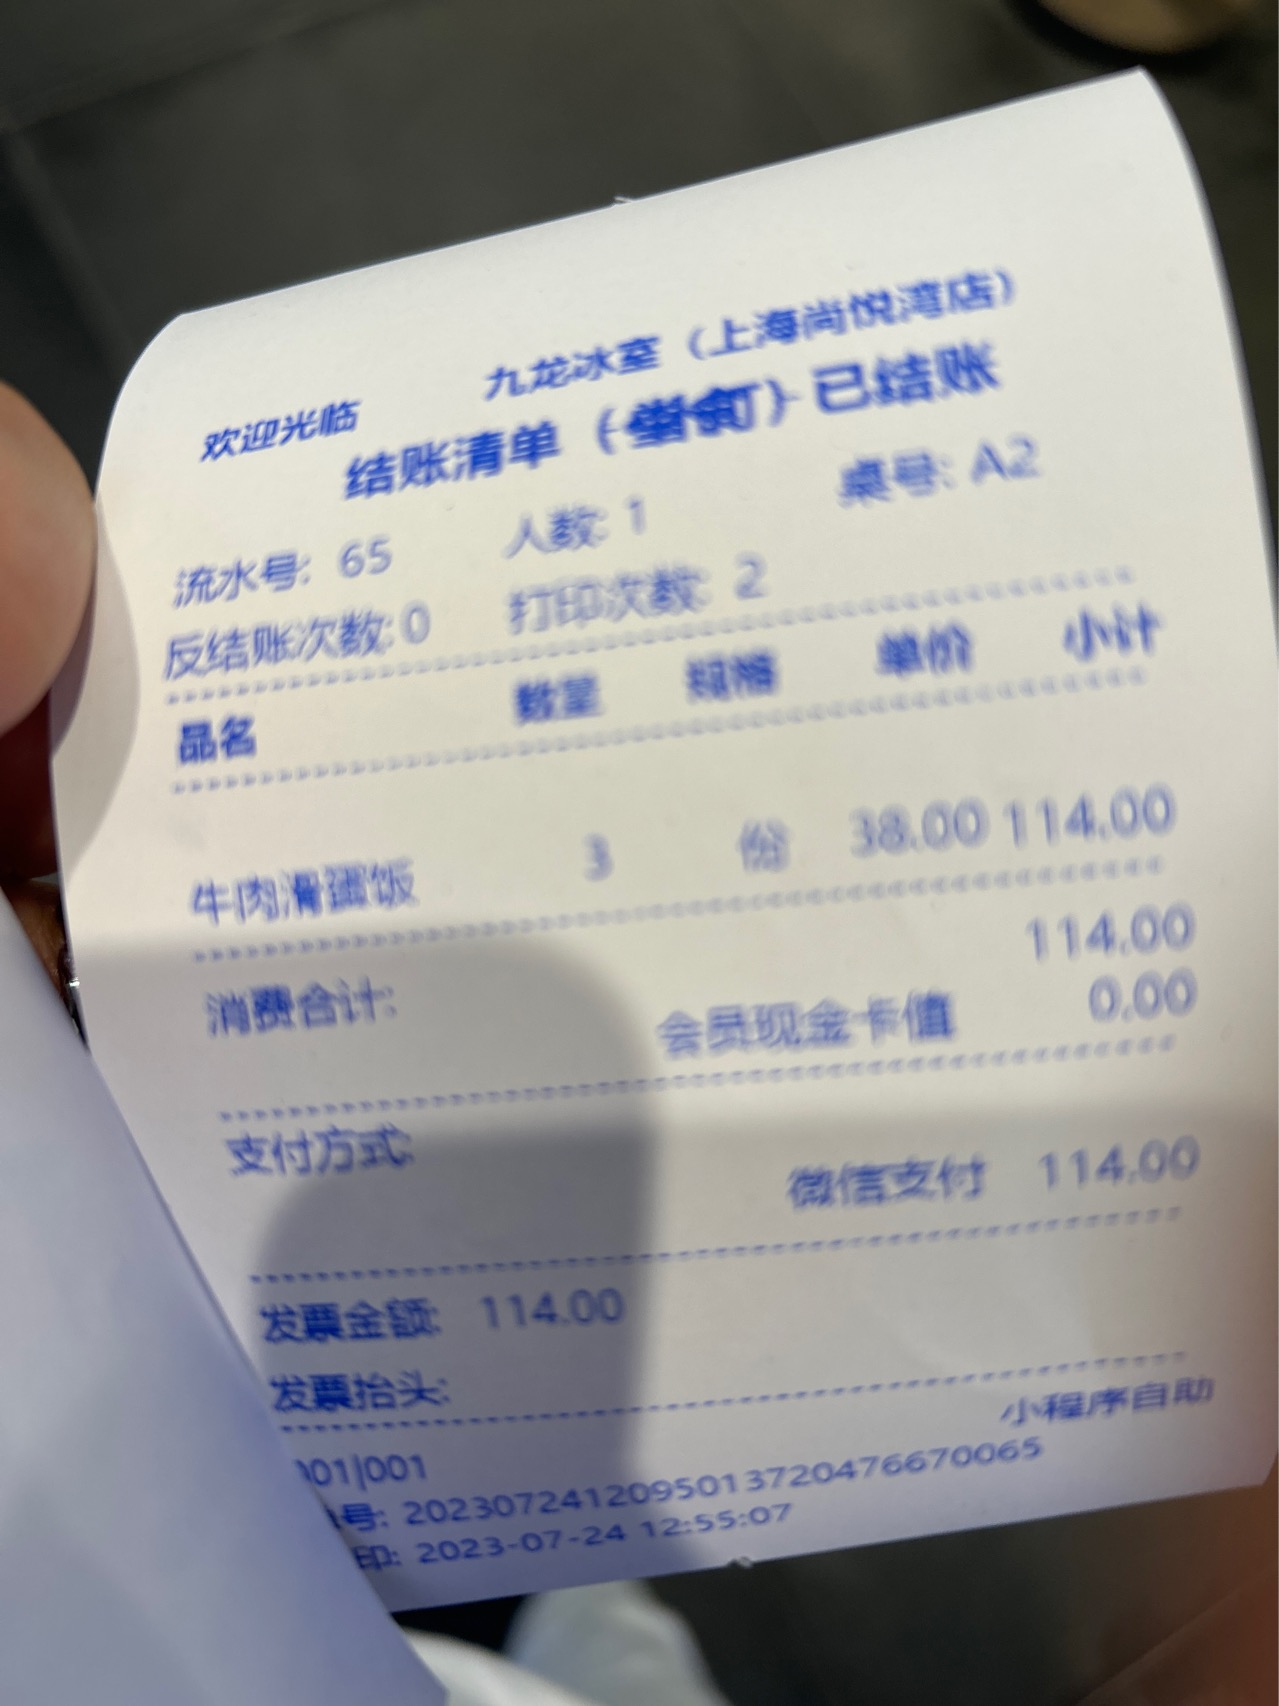 九龙冰室（上海尚悦湾店）
欢迎光临
结账清单（堂食）已结账
桌号: A2
流水号: 65 人数: 1
反结账次数:0 打印次数: 2
品名 数量 规格 单价 小计
牛肉滑蛋饭 3 份 38.00 114.00
消费合计: 114.00
会员现金卡值 0.00
支付方式:
微信支付 114.00
发票金额: 114.00
发票抬头:
小程序自助
001|001
号: 2023072412095013720476670065
印: 2023-07-24 12:55:07